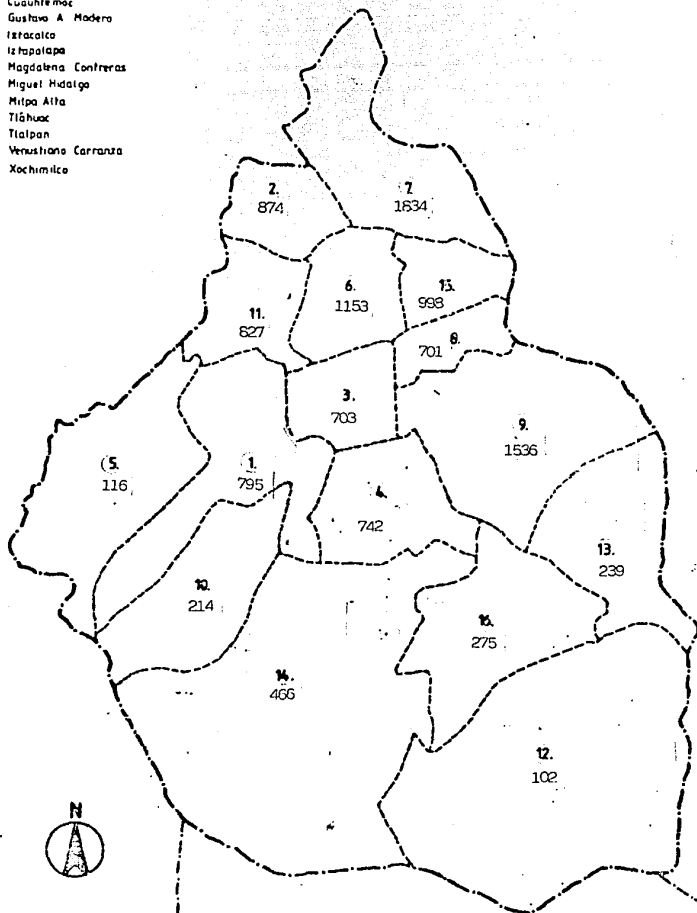 Cuauhtemoc
Gustavo A Madero
Iztacalco
Iztapalapa
Magdalena Contreras
Miguel Hidalgo
Milpa Alta
Tláhuac
Tlalpan
Venustiano Carranza
Xochimilco
2.
874
7.
1834
6.
1153
15.
998
11.
827
8.
701
3.
703
9.
1536
5.
116
1.
795
4.
742
13.
239
10.
214
16.
275
14.
466
12.
102
N